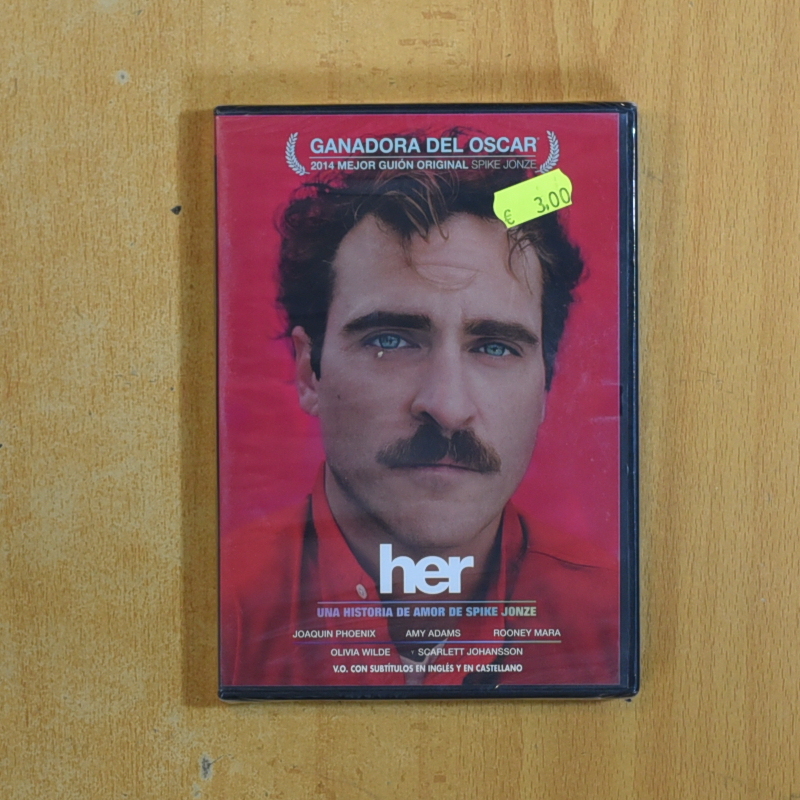 GANADORA DEL OSCAR®
2014 MEJOR GUIÓN ORIGINAL SPIKE JONZE
€ 3,00
her
UNA HISTORIA DE AMOR DE SPIKE JONZE
JOAQUIN PHOENIX AMY ADAMS ROONEY MARA
OLIVIA WILDE Y SCARLETT JOHANSSON
V.O. CON SUBTÍTULOS EN INGLÉS Y EN CASTELLANO